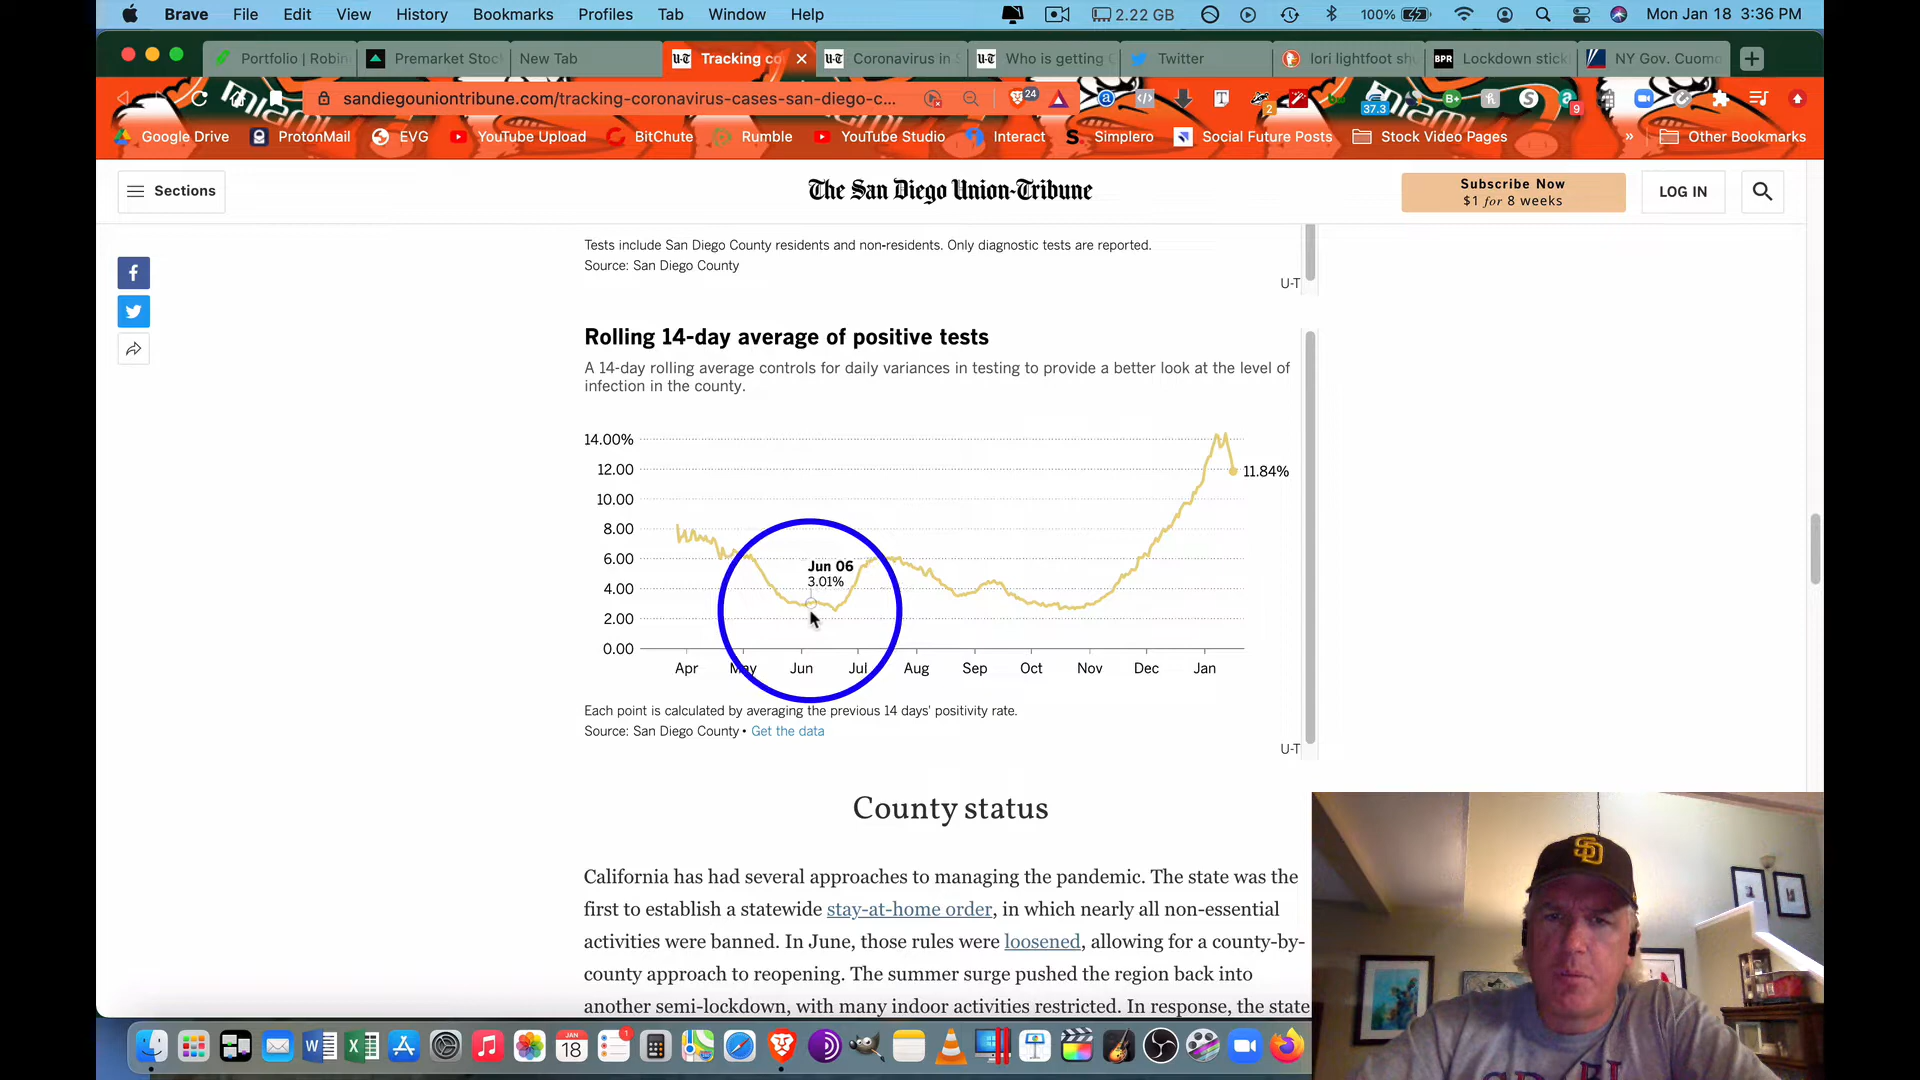 Brave File Edit View History Bookmarks Profiles Tab Window Help 2.22 GB 100% Mon Jan 18 3:36 PM
Portfolio | Robin Premarket Stoc New Tab U-T Tracking co U-T Coronavirus in S U-T Who is getting C Twitter lori lightfoot sh BPR Lockdown stick NY Gov. Cuomo
sandiegouniontribune.com/tracking-coronavirus-cases-san-diego-c... 24 2 37.3 B+ 9
Google Drive ProtonMail EVG YouTube Upload BitChute Rumble YouTube Studio Interact Simplero Social Future Posts Stock Video Pages » Other Bookmarks
Sections
The San Diego Union-Tribune
Subscribe Now
$1 for 8 weeks
LOG IN
Tests include San Diego County residents and non-residents. Only diagnostic tests are reported.
Source: San Diego County
U-T
Rolling 14-day average of positive tests
A 14-day rolling average controls for daily variances in testing to provide a better look at the level of
infection in the county.
14.00%
12.00
11.84%
10.00
8.00
6.00
Jun 06
3.01%
4.00
2.00
0.00
Apr May Jun Jul Aug Sep Oct Nov Dec Jan
Each point is calculated by averaging the previous 14 days' positivity rate.
Source: San Diego County • Get the data
U-T
County status
California has had several approaches to managing the pandemic. The state was the
first to establish a statewide stay-at-home order, in which nearly all non-essential
activities were banned. In June, those rules were loosened, allowing for a county-by-
county approach to reopening. The summer surge pushed the region back into
another semi-lockdown, with many indoor activities restricted. In response, the state
SD
JAN
18
1